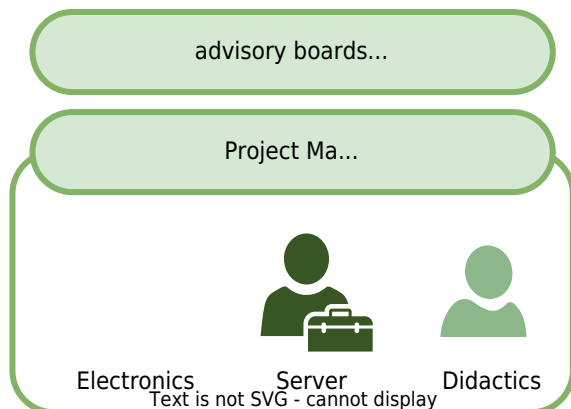 advisory boards...
Project Ma...
Electronics Server Didactics
Text is not SVG - cannot display